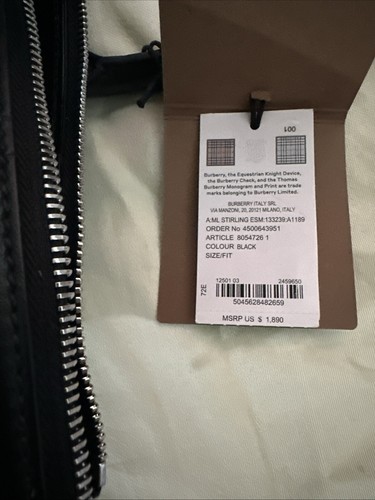 001
Burberry, the Equestrian Knight Device,
the Burberry Check, and the Thomas
Burberry Monogram and Print are trade
marks belonging to Burberry Limited.
BURBERRY ITALY SRL
VIA MANZONI, 20, 20121 MILANO, ITALY
A:ML STIRLING ESM:133239:A1189
ORDER No 4500643951
ARTICLE 8054726 1
COLOUR BLACK
SIZE/FIT
72E
12501 03 2459650
5045628482659
MSRP US $ 1,890